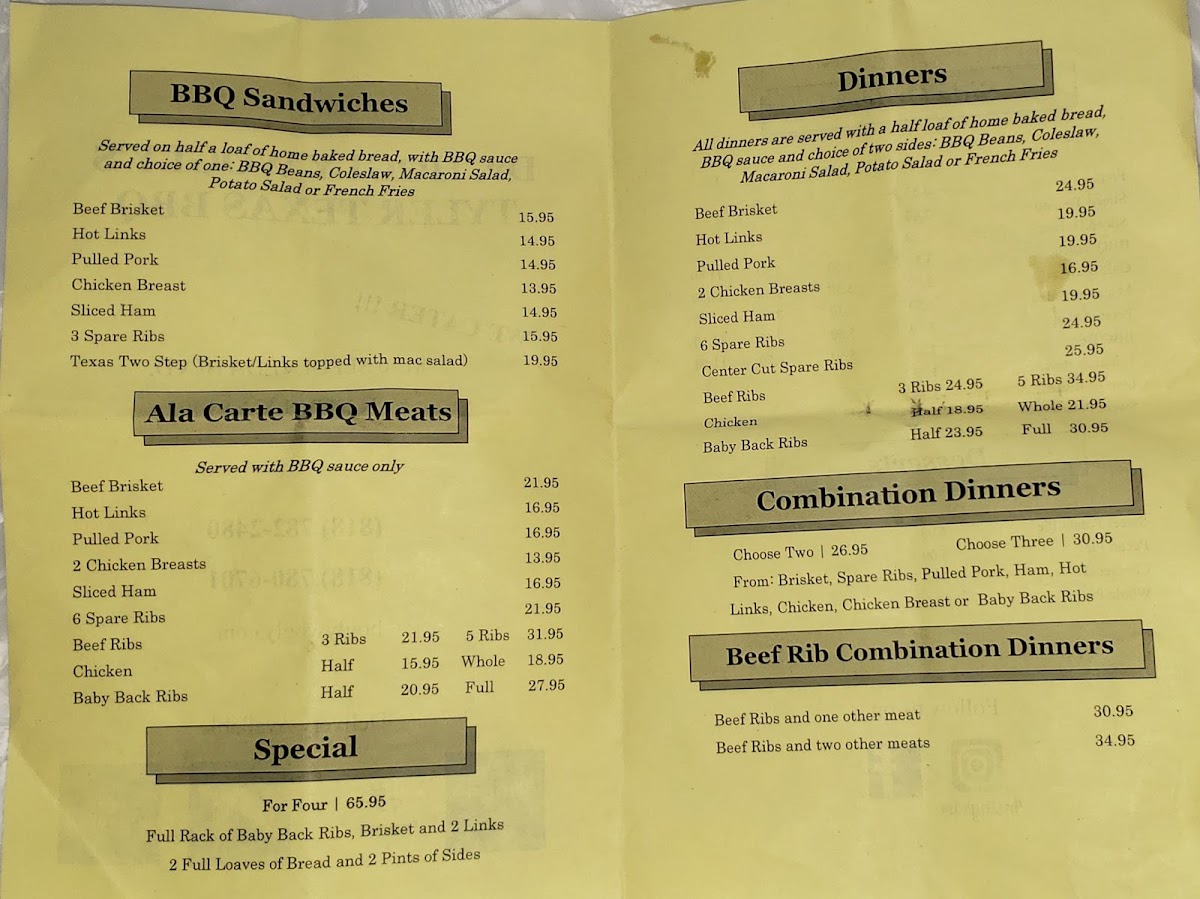 BBQ Sandwiches
Served on half a loaf of home baked bread, with BBQ sauce
and choice of one: BBQ Beans, Coleslaw, Macaroni Salad,
Potato Salad or French Fries
Beef Brisket 15.95
Hot Links 14.95
Pulled Pork 14.95
Chicken Breast 13.95
Sliced Ham 14.95
3 Spare Ribs 15.95
Texas Two Step (Brisket/Links topped with mac salad) 19.95
Ala Carte BBQ Meats
Served with BBQ sauce only
Beef Brisket 21.95
Hot Links 16.95
Pulled Pork 16.95
2 Chicken Breasts 13.95
Sliced Ham 16.95
6 Spare Ribs 21.95
Beef Ribs 3 Ribs 21.95 5 Ribs 31.95
Chicken Half 15.95 Whole 18.95
Baby Back Ribs Half 20.95 Full 27.95
Special
For Four | 65.95
Full Rack of Baby Back Ribs, Brisket and 2 Links
2 Full Loaves of Bread and 2 Pints of Sides
Dinners
All dinners are served with a half loaf of home baked bread,
BBQ sauce and choice of two sides: BBQ Beans, Coleslaw,
Macaroni Salad, Potato Salad or French Fries
Beef Brisket 24.95
Hot Links 19.95
Pulled Pork 19.95
2 Chicken Breasts 16.95
Sliced Ham 19.95
6 Spare Ribs 24.95
Center Cut Spare Ribs 25.95
Beef Ribs 3 Ribs 24.95 5 Ribs 34.95
Chicken Half 18.95 Whole 21.95
Baby Back Ribs Half 23.95 Full 30.95
Combination Dinners
Choose Two | 26.95 Choose Three | 30.95
From: Brisket, Spare Ribs, Pulled Pork, Ham, Hot
Links, Chicken, Chicken Breast or Baby Back Ribs
Beef Rib Combination Dinners
Beef Ribs and one other meat 30.95
Beef Ribs and two other meats 34.95